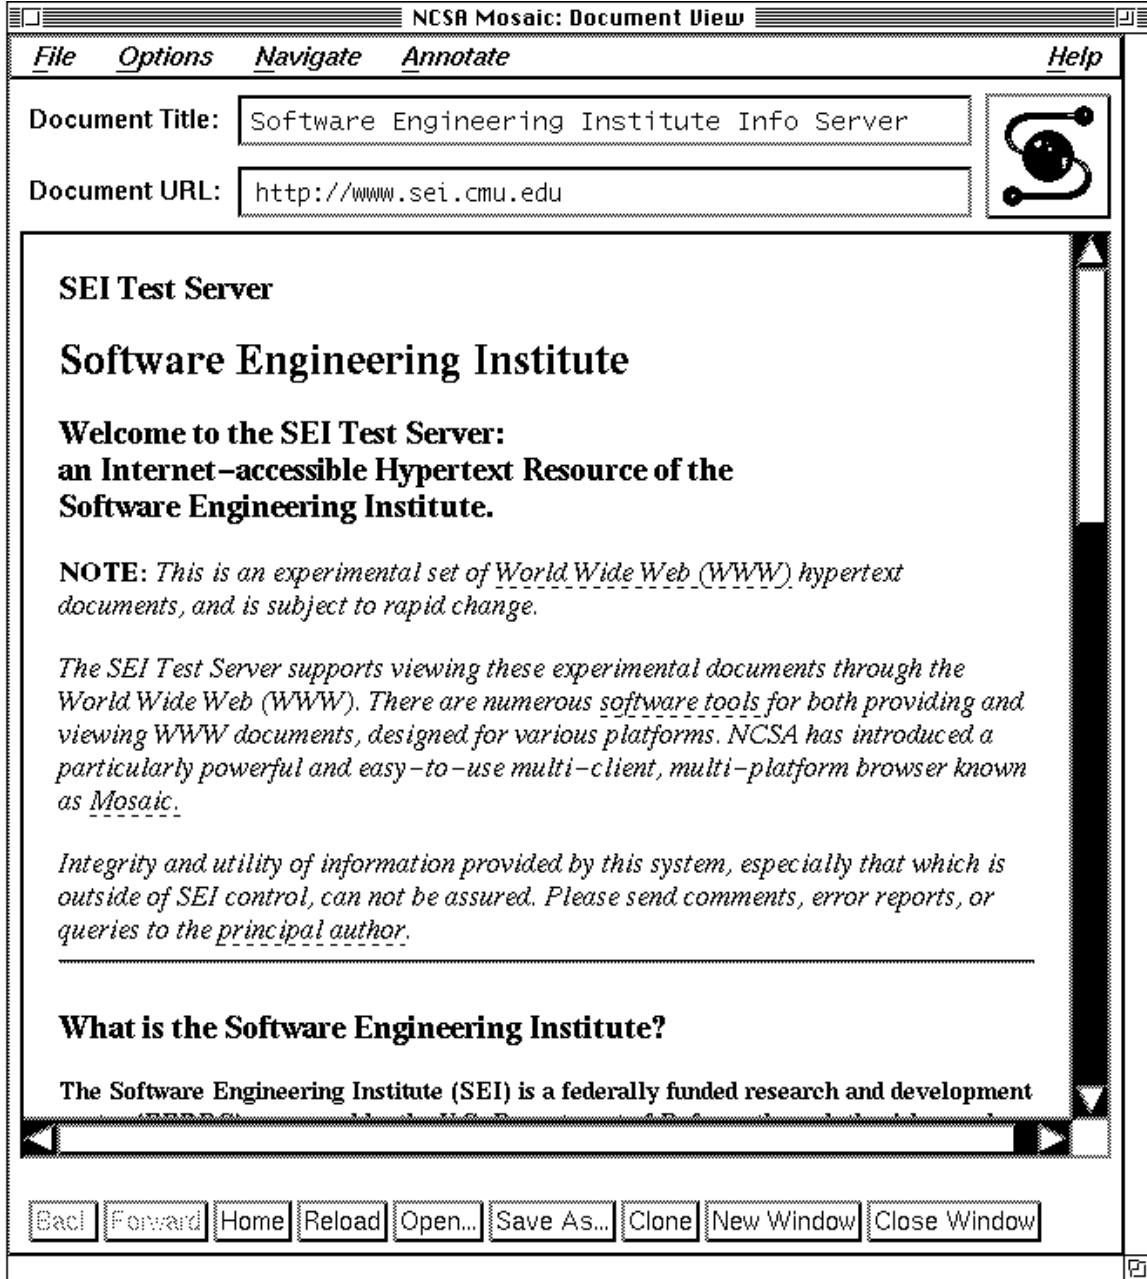 NCSA Mosaic: Document View
File Options Navigate Annotate Help
Document Title: Software Engineering Institute Info Server
Document URL: http://www.sei.cmu.edu
SEI Test Server
Software Engineering Institute
Welcome to the SEI Test Server:
an Internet–accessible Hypertext Resource of the
Software Engineering Institute.
NOTE: This is an experimental set of World Wide Web (WWW) hypertext
documents, and is subject to rapid change.
The SEI Test Server supports viewing these experimental documents through the
World Wide Web (WWW). There are numerous software tools for both providing and
viewing WWW documents, designed for various platforms. NCSA has introduced a
particularly powerful and easy–to–use multi–client, multi–platform browser known
as Mosaic.
Integrity and utility of information provided by this system, especially that which is
outside of SEI control, can not be assured. Please send comments, error reports, or
queries to the principal author.
What is the Software Engineering Institute?
The Software Engineering Institute (SEI) is a federally funded research and development
Forward Home Reload Open... Save As... Clone New Window Close Window